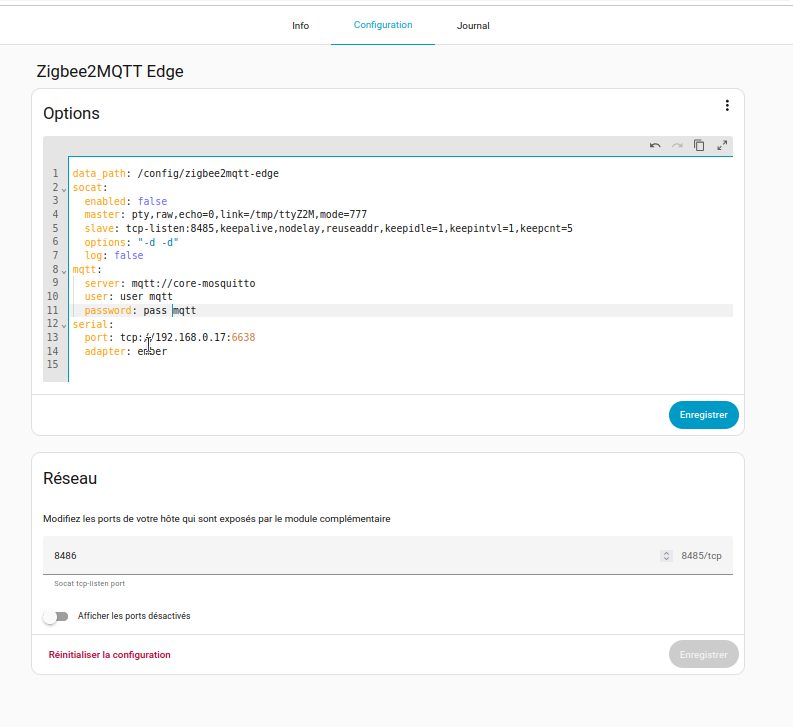 Info Configuration Journal
Zigbee2MQTT Edge
Options
1 data_path: /config/zigbee2mqtt-edge
2 socat:
3 enabled: false
4 master: pty,raw,echo=0,link=/tmp/ttyZ2M,mode=777
5 slave: tcp-listen:8485,keepalive,nodelay,reuseaddr,keepidle=1,keepintvl=1,keepcnt=5
6 options: "-d -d"
7 log: false
8 mqtt:
9 server: mqtt://core-mosquitto
10 user: user mqtt
11 password: pass mqtt
12 serial:
13 port: tcp://192.168.0.17:6638
14 adapter: ember
15
Enregistrer
Réseau
Modifiez les ports de votre hôte qui sont exposés par le module complémentaire
8486 8485/tcp
Socat tcp-listen port
Afficher les ports désactivés
Réinitialiser la configuration Enregistrer